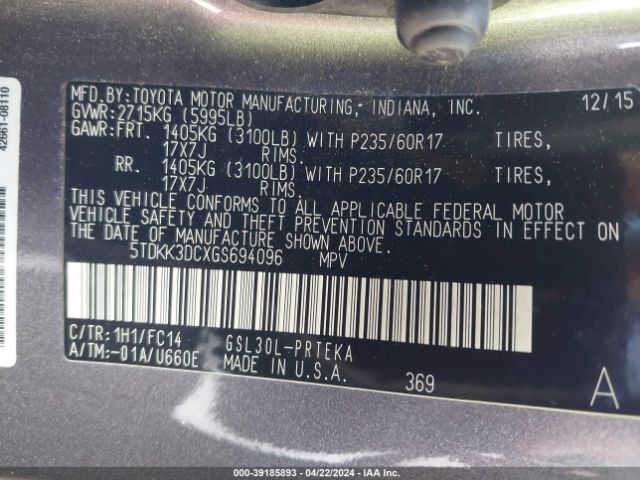 MFD.BY:TOYOTA MOTOR MANUFACTURING, INDIANA, INC. 12/15
GVWR:2715KG (5995LB)
GAWR:FRT. 1405KG (3100LB) WITH P235/60R17 TIRES,
17X7J RIMS.
RR. 1405KG (3100LB) WITH P235/60R17 TIRES,
17X7J RIMS.
THIS VEHICLE CONFORMS TO ALL APPLICABLE FEDERAL MOTOR
VEHICLE SAFETY AND THEFT PREVENTION STANDARDS IN EFFECT ON
THE DATE OF MANUFACTURE SHOWN ABOVE.
5TDKK3DCXGS694096 MPV
C/TR:1H1/FC14 GSL30L-PRTEKA
A/TM:-01A/U660E MADE IN U.S.A.
369 A
42661-08110
000-39185893 - 04/22/2024 - IAA Inc.